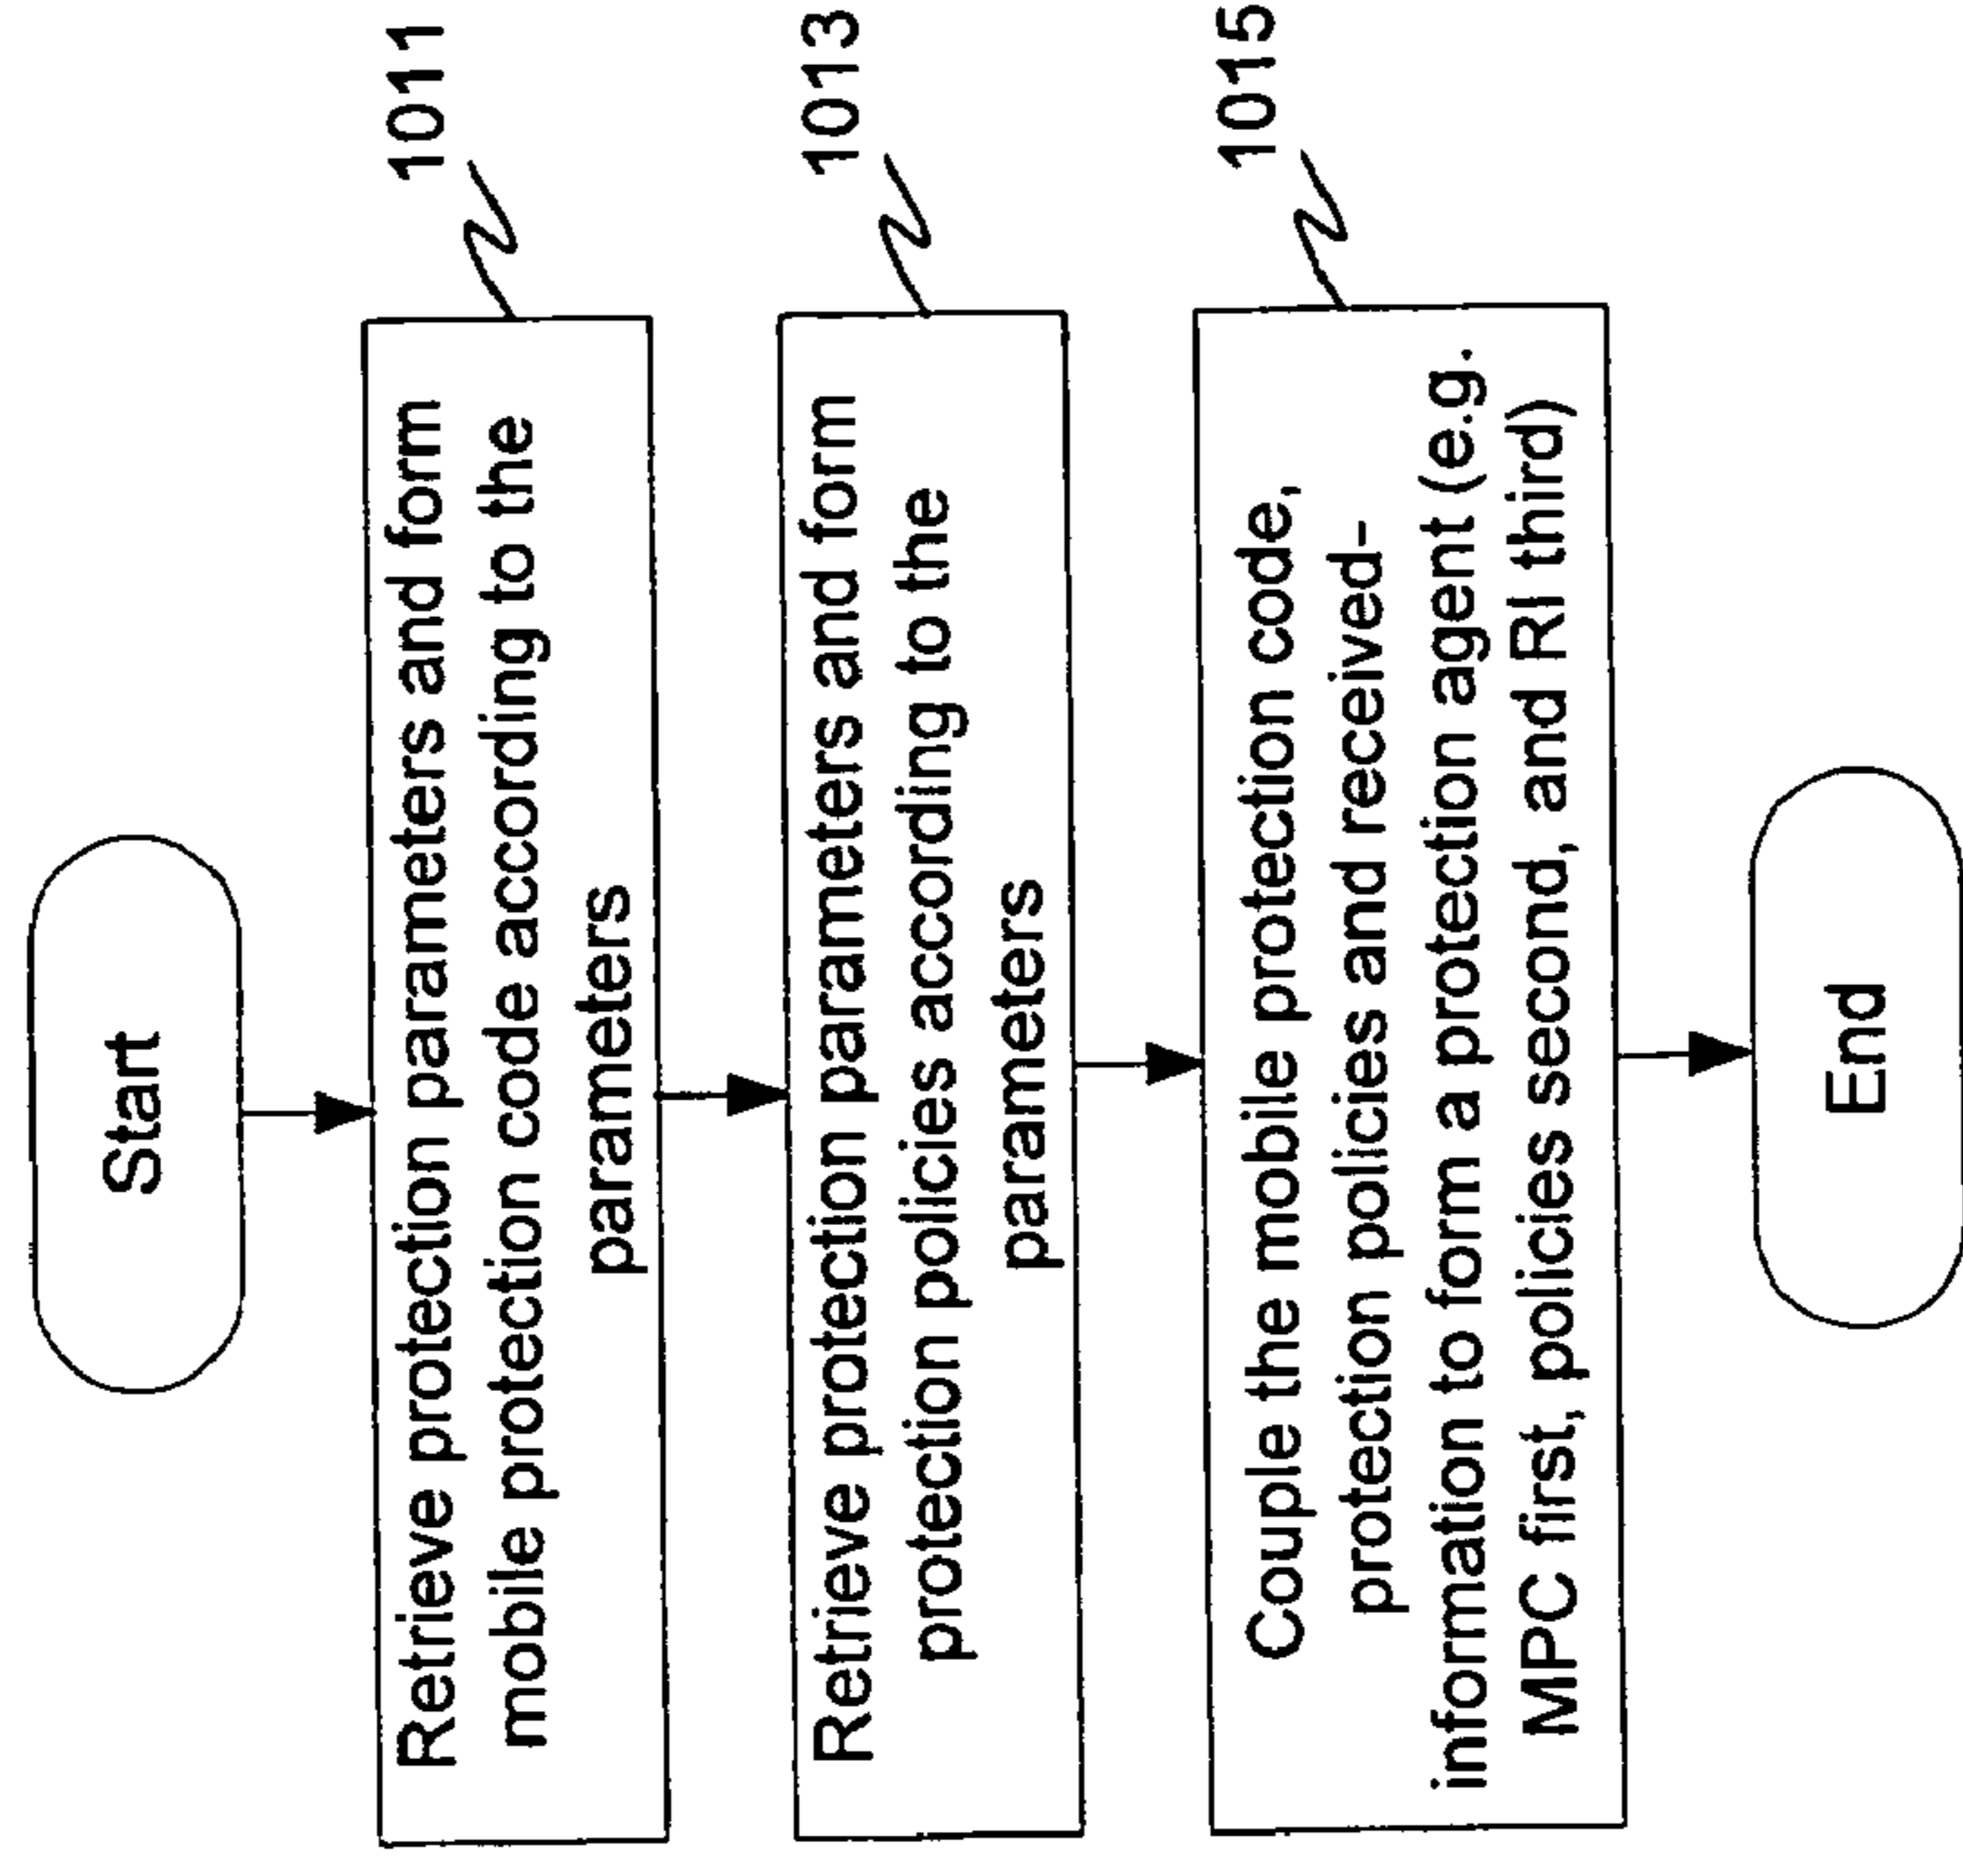 Start
Retrieve protection parameters and form
mobile protection code according to the
parameters
1011
Retrieve protection parameters and form
protection policies according to the
parameters
1013
Couple the mobile protection code,
protection policies and received-
information to form a protection agent (e.g.
MPC first, policies second, and RI third)
1015
End